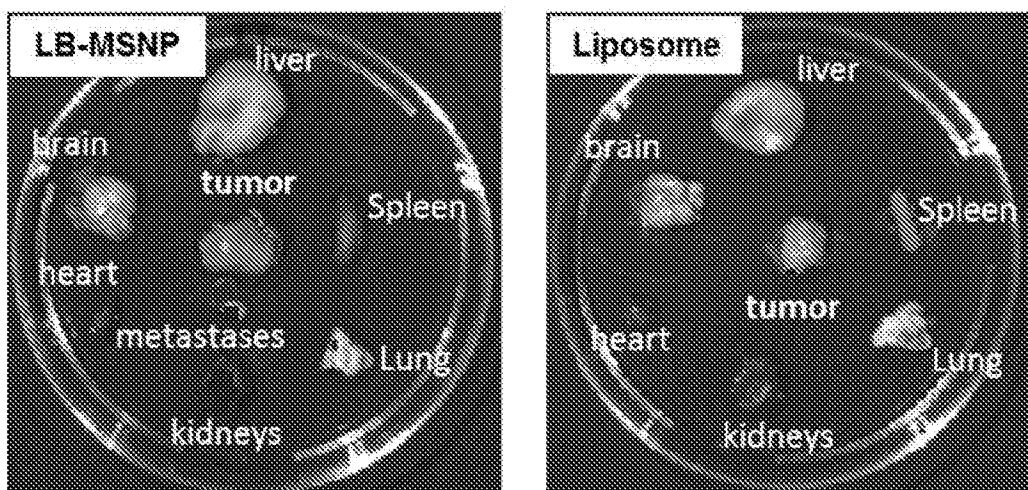 LB-MSNP
liver
brain
tumor
Spleen
heart
metastases
Lung
kidneys
Liposome
liver
brain
Spleen
tumor
heart
Lung
kidneys